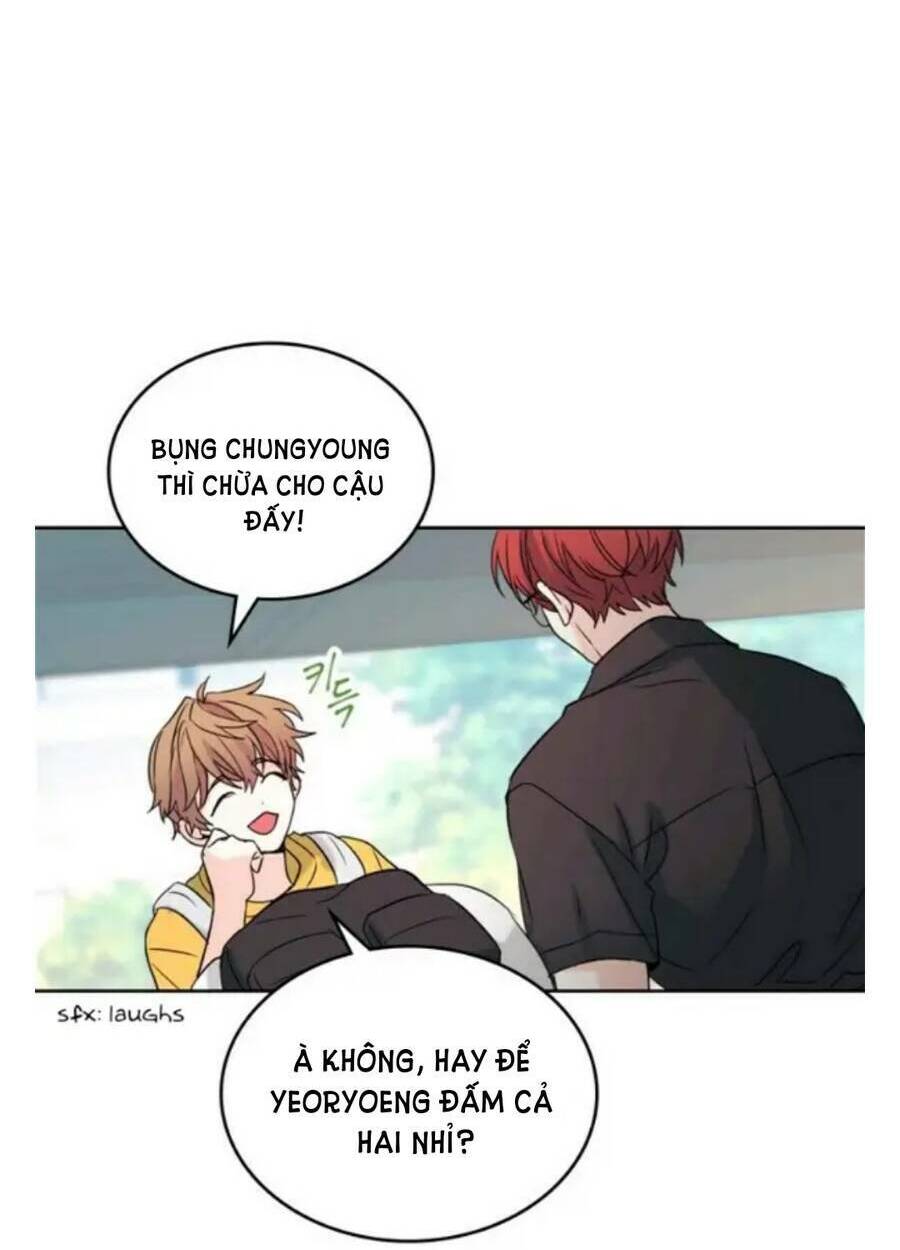 BỤNG CHUNGYOUNG
THÌ CHỪA CHO CẬU
ĐẤY!
키득
sfx: laughs
À KHÔNG, HAY ĐỂ
YEORYOENG ĐẤM CẢ
HAI NHỈ?